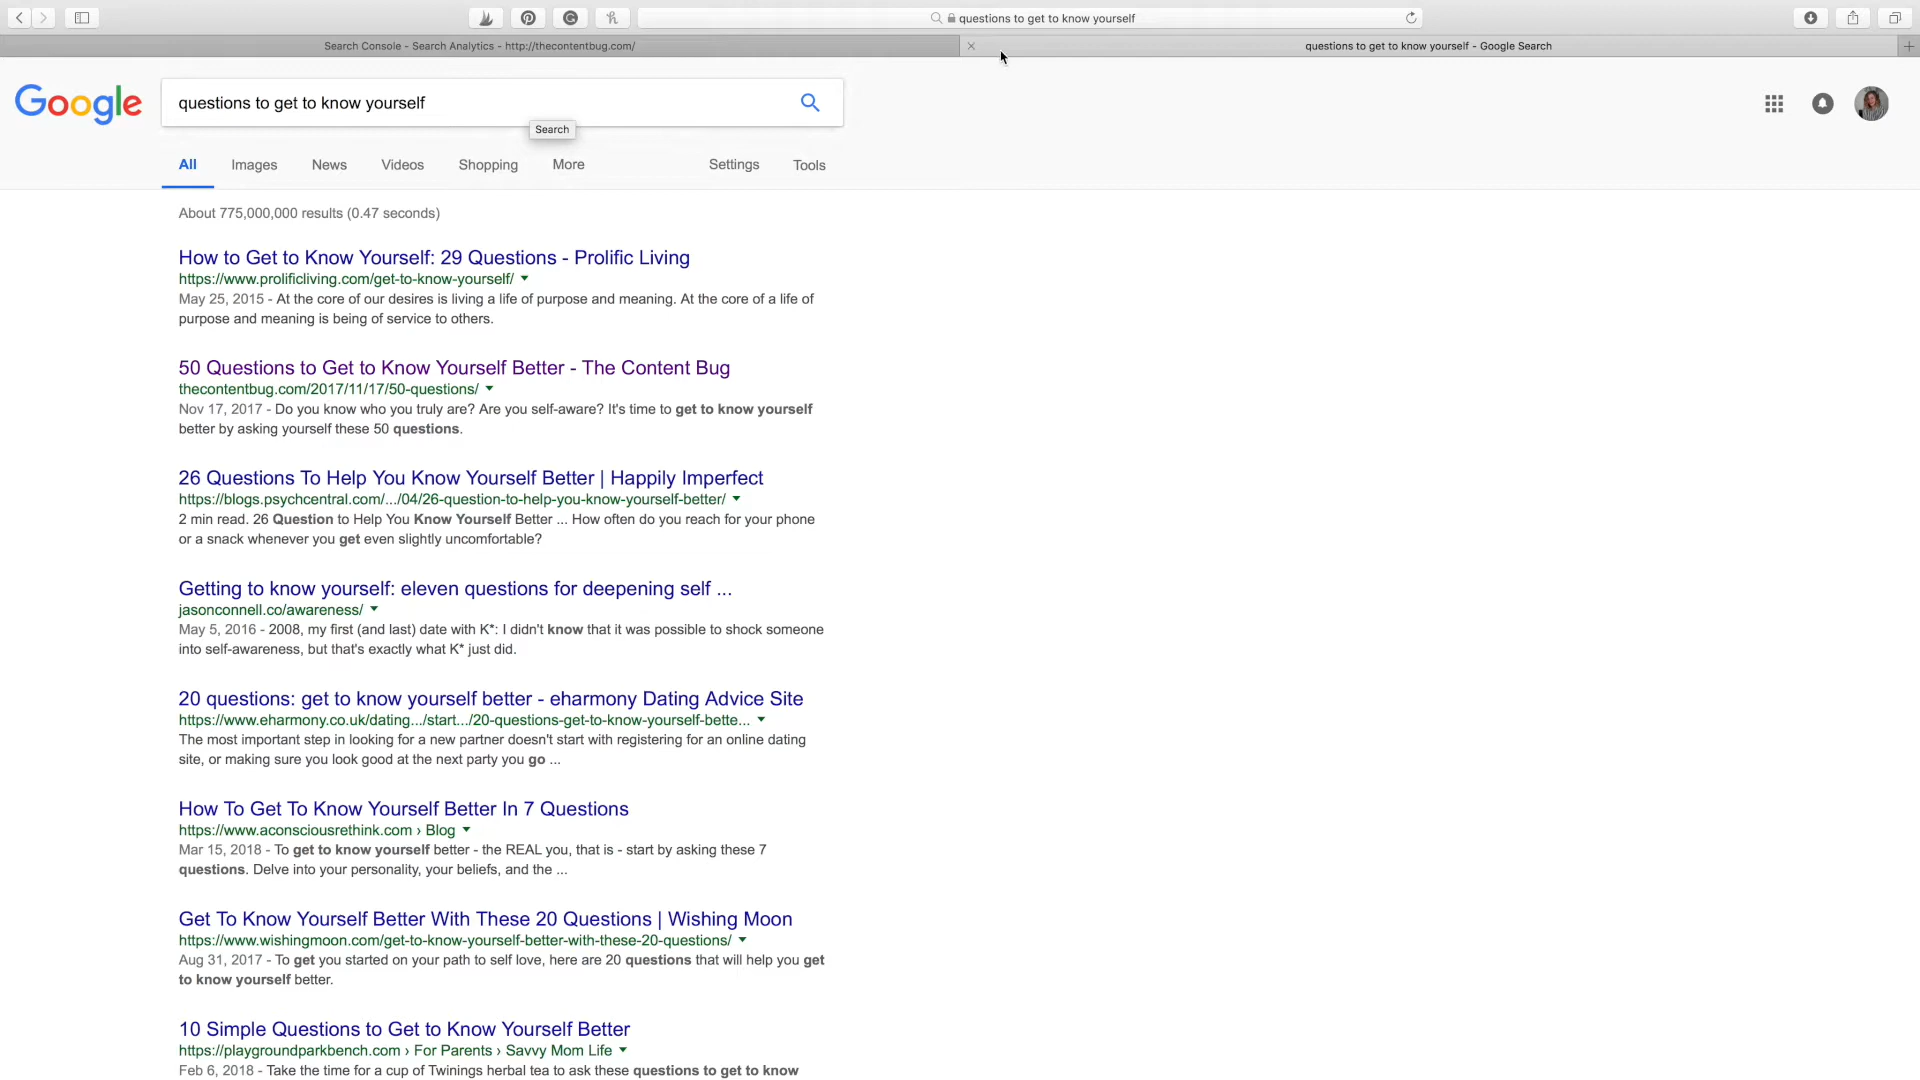 questions to get to know yourself
Search Console - Search Analytics - http://thecontentbug.com/
questions to get to know yourself - Google Search
Google
questions to get to know yourself
Search
All Images News Videos Shopping More Settings Tools
About 775,000,000 results (0.47 seconds)
How to Get to Know Yourself: 29 Questions - Prolific Living
https://www.prolificliving.com/get-to-know-yourself/
May 25, 2015 - At the core of our desires is living a life of purpose and meaning. At the core of a life of
purpose and meaning is being of service to others.
50 Questions to Get to Know Yourself Better - The Content Bug
thecontentbug.com/2017/11/17/50-questions/
Nov 17, 2017 - Do you know who you truly are? Are you self-aware? It's time to get to know yourself
better by asking yourself these 50 questions.
26 Questions To Help You Know Yourself Better | Happily Imperfect
https://blogs.psychcentral.com/.../04/26-question-to-help-you-know-yourself-better/
2 min read. 26 Question to Help You Know Yourself Better ... How often do you reach for your phone
or a snack whenever you get even slightly uncomfortable?
Getting to know yourself: eleven questions for deepening self ...
jasonconnell.co/awareness/
May 5, 2016 - 2008, my first (and last) date with K*: I didn't know that it was possible to shock someone
into self-awareness, but that's exactly what K* just did.
20 questions: get to know yourself better - eharmony Dating Advice Site
https://www.eharmony.co.uk/dating.../start.../20-questions-get-to-know-yourself-bette...
The most important step in looking for a new partner doesn't start with registering for an online dating
site, or making sure you look good at the next party you go ...
How To Get To Know Yourself Better In 7 Questions
https://www.aconsciousrethink.com › Blog
Mar 15, 2018 - To get to know yourself better - the REAL you, that is - start by asking these 7
questions. Delve into your personality, your beliefs, and the ...
Get To Know Yourself Better With These 20 Questions | Wishing Moon
https://www.wishingmoon.com/get-to-know-yourself-better-with-these-20-questions/
Aug 31, 2017 - To get you started on your path to self love, here are 20 questions that will help you get
to know yourself better.
10 Simple Questions to Get to Know Yourself Better
https://playgroundparkbench.com › For Parents › Savvy Mom Life
Feb 6, 2018 - Take the time for a cup of Twinings herbal tea to ask these questions to get to know